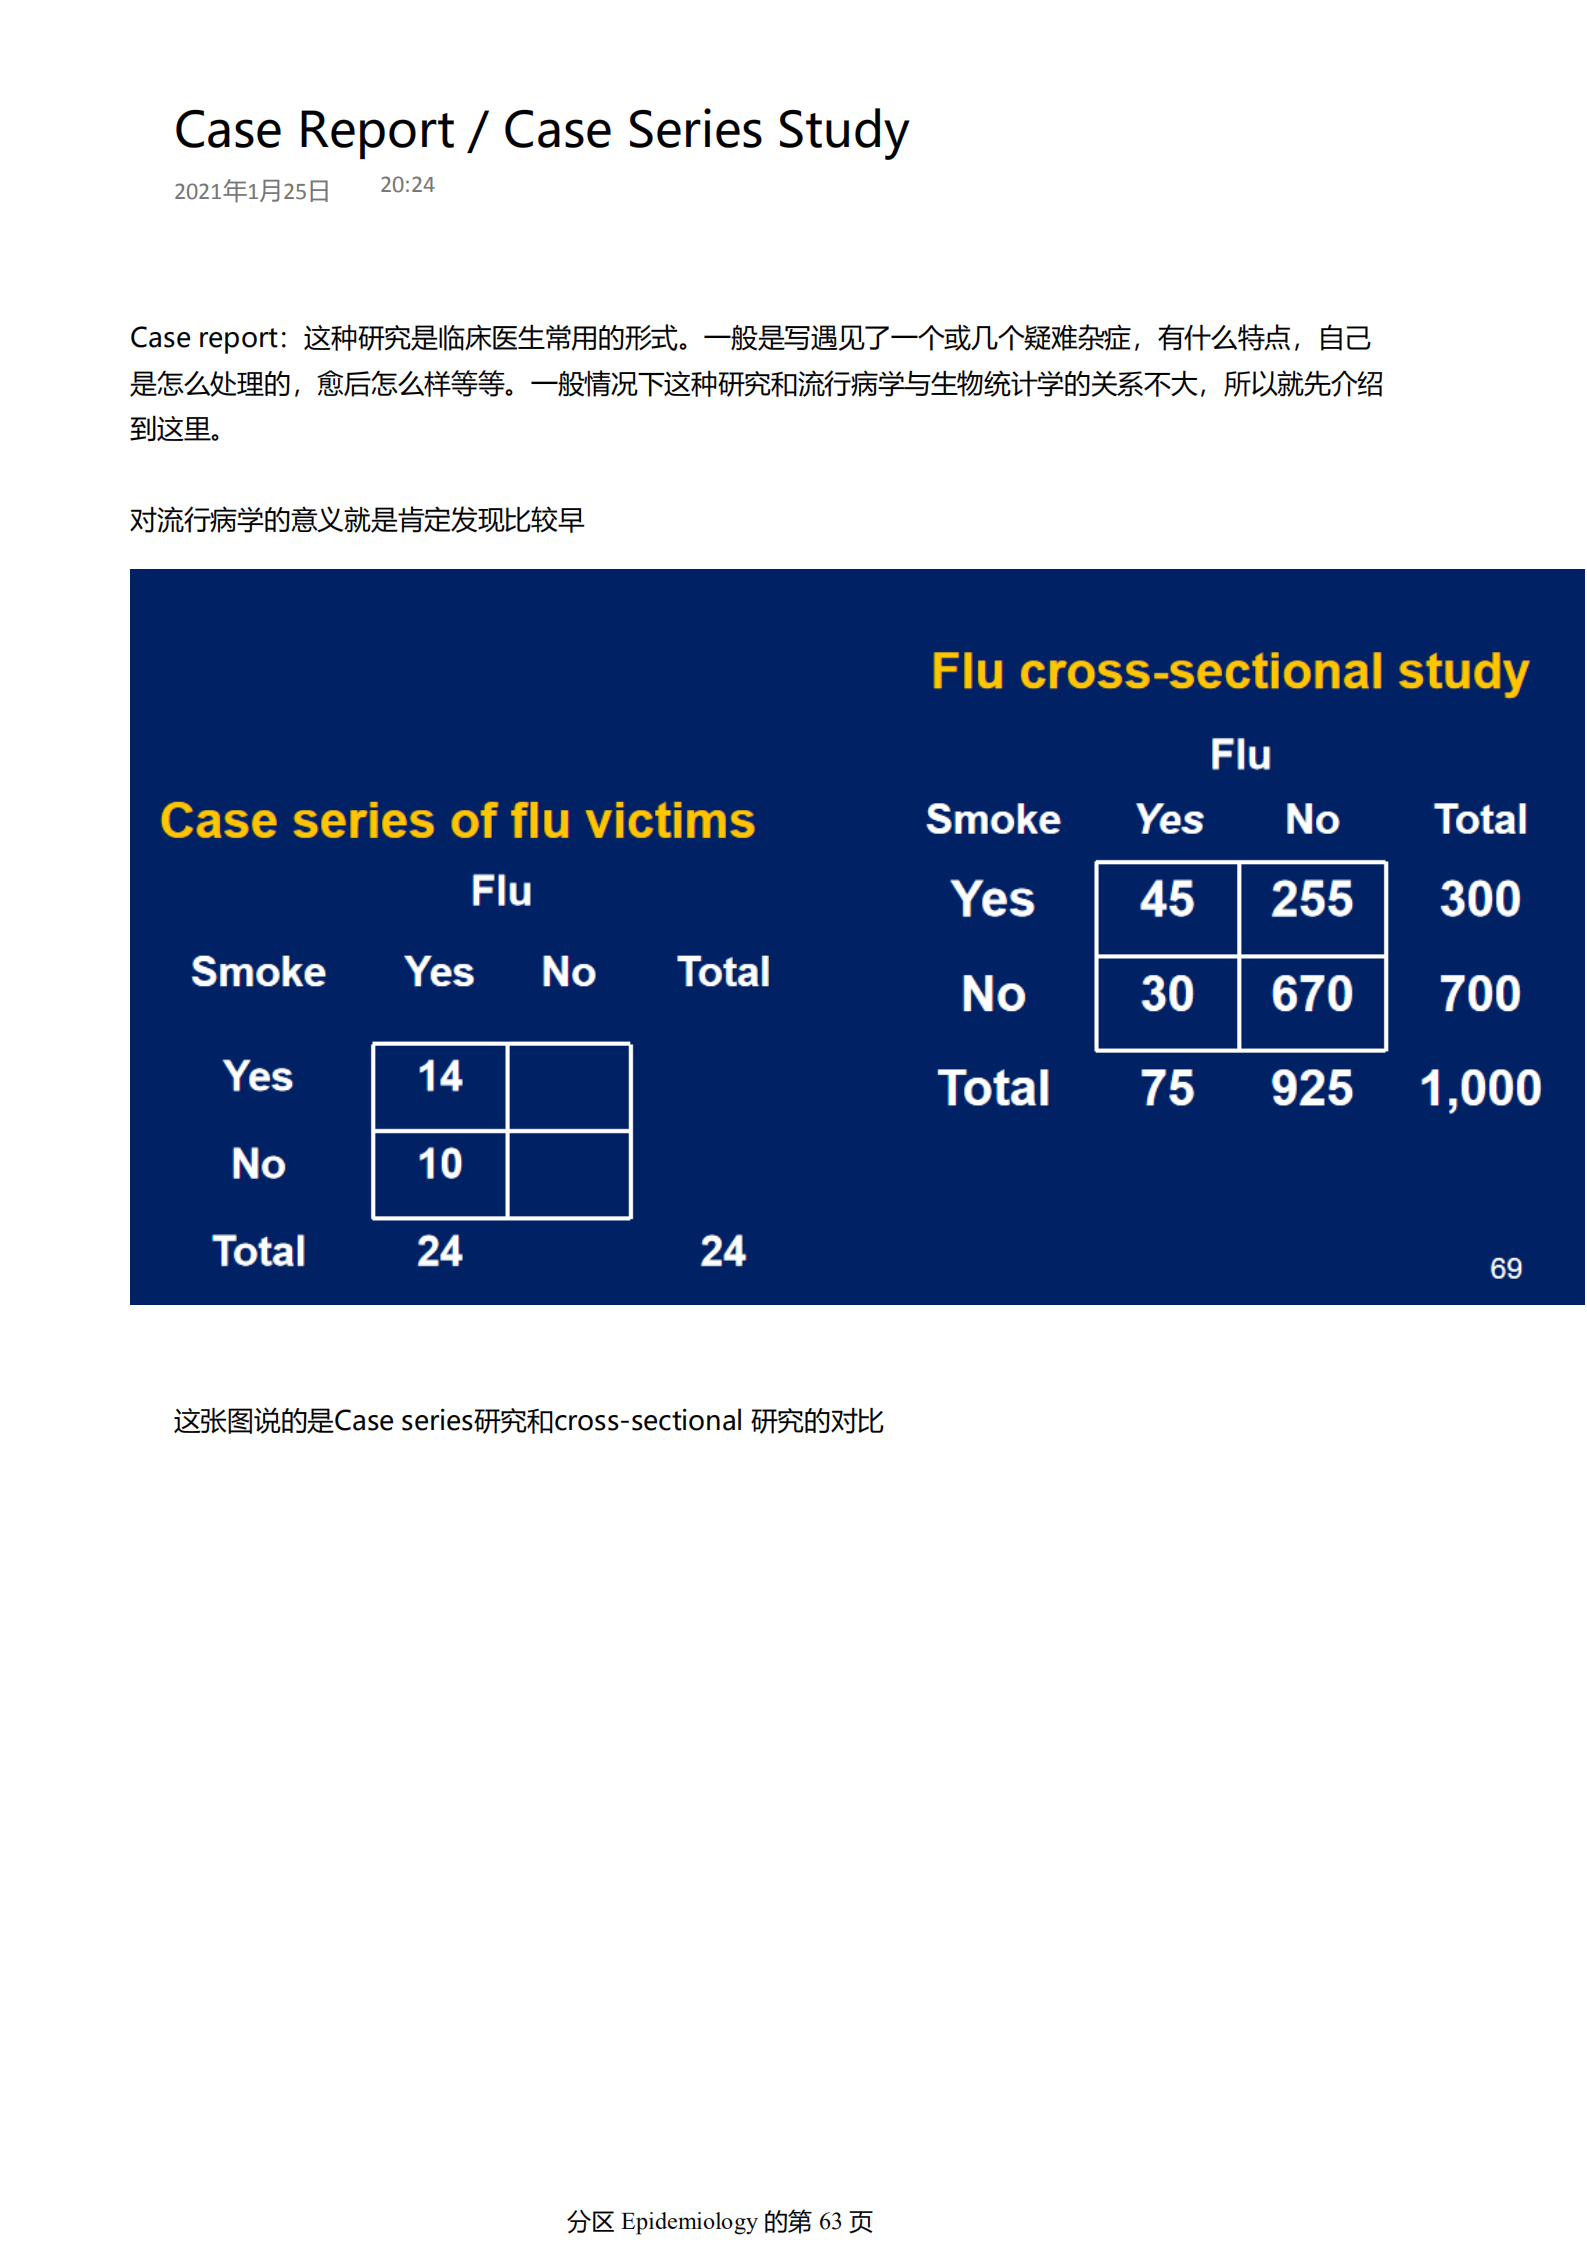 Case Report / Case Series Study
2021年1月25日 20:24
Case report：这种研究是临床医生常用的形式。一般是写遇见了一个或几个疑难杂症，有什么特点，自己
是怎么处理的，愈后怎么样等等。一般情况下这种研究和流行病学与生物统计学的关系不大，所以就先介绍
到这里。
对流行病学的意义就是肯定发现比较早
Case series of flu victims
Flu
Smoke Yes No Total
Yes 14
No 10
Total 24 24
Flu cross-sectional study
Flu
Smoke Yes No Total
Yes 45 255 300
No 30 670 700
Total 75 925 1,000
69
这张图说的是Case series研究和cross-sectional 研究的对比
分区 Epidemiology 的第 63 页